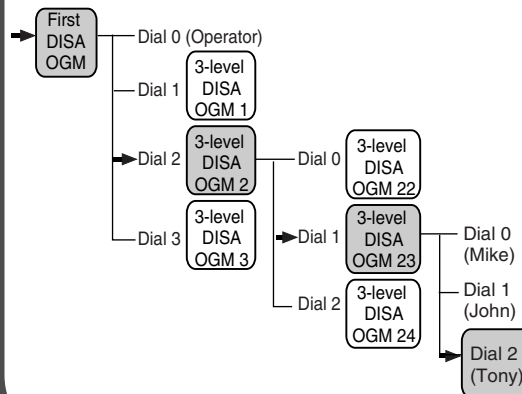 First
DISA
OGM
Dial 0 (Operator)
Dial 1
3-level
DISA
OGM 1
Dial 2
3-level
DISA
OGM 2
Dial 3
3-level
DISA
OGM 3
Dial 0
3-level
DISA
OGM 22
Dial 1
3-level
DISA
OGM 23
Dial 2
3-level
DISA
OGM 24
Dial 0
(Mike)
Dial 1
(John)
Dial 2
(Tony)